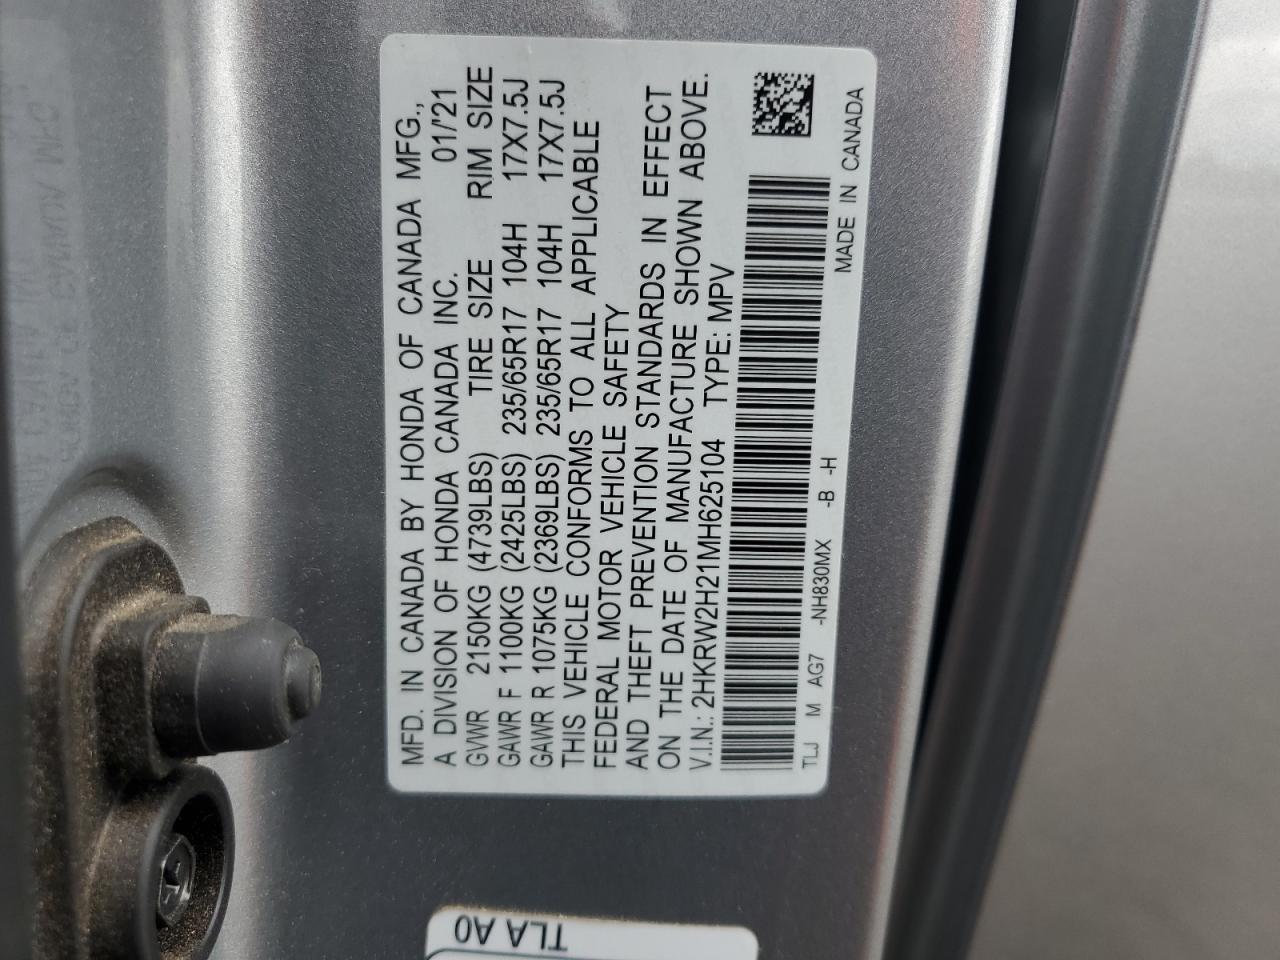 MFD. IN CANADA BY HONDA OF CANADA MFG.,
A DIVISION OF HONDA CANADA INC. 01/'21
GVWR 2150KG (4739LBS) TIRE SIZE RIM SIZE
GAWR F 1100KG (2425LBS) 235/65R17 104H 17X7.5J
GAWR R 1075KG (2369LBS) 235/65R17 104H 17X7.5J
THIS VEHICLE CONFORMS TO ALL APPLICABLE
FEDERAL MOTOR VEHICLE SAFETY
AND THEFT PREVENTION STANDARDS IN EFFECT
ON THE DATE OF MANUFACTURE SHOWN ABOVE.
V.I.N.: 2HKRW2H21MH625104 TYPE: MPV
TLJ M AG7 -NH830MX -B -H
MADE IN CANADA
TLA A0